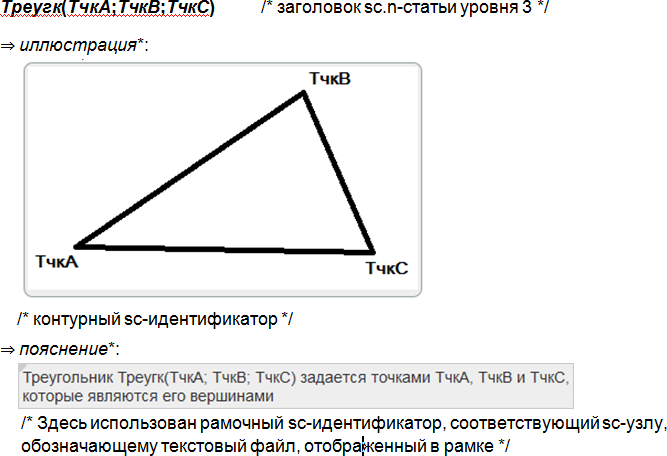 Треугк(ТчкА;ТчкВ;ТчкС) /* заголовок sc.n-статьи уровня 3 */
⇒ иллюстрация*:
ТчкВ
ТчкА
ТчкС
/* контурный sc-идентификатор */
⇒ пояснение*:
Треугольник Треугк(ТчкА; ТчкВ; ТчкС) задается точками ТчкА, ТчкВ и ТчкС,
которые являются его вершинами
/* Здесь использован рамочный sc-идентификатор, соответствующий sc-узлу,
обозначающему текстовый файл, отображенный в рамке */